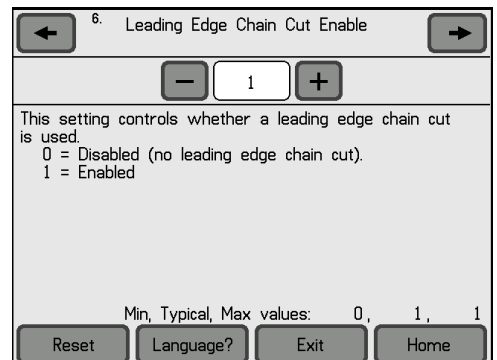 6. Leading Edge Chain Cut Enable
1
This setting controls whether a leading edge chain cut
is used.
0 = Disabled (no leading edge chain cut).
1 = Enabled
Min, Typical, Max values: 0, 1, 1
Reset Language? Exit Home